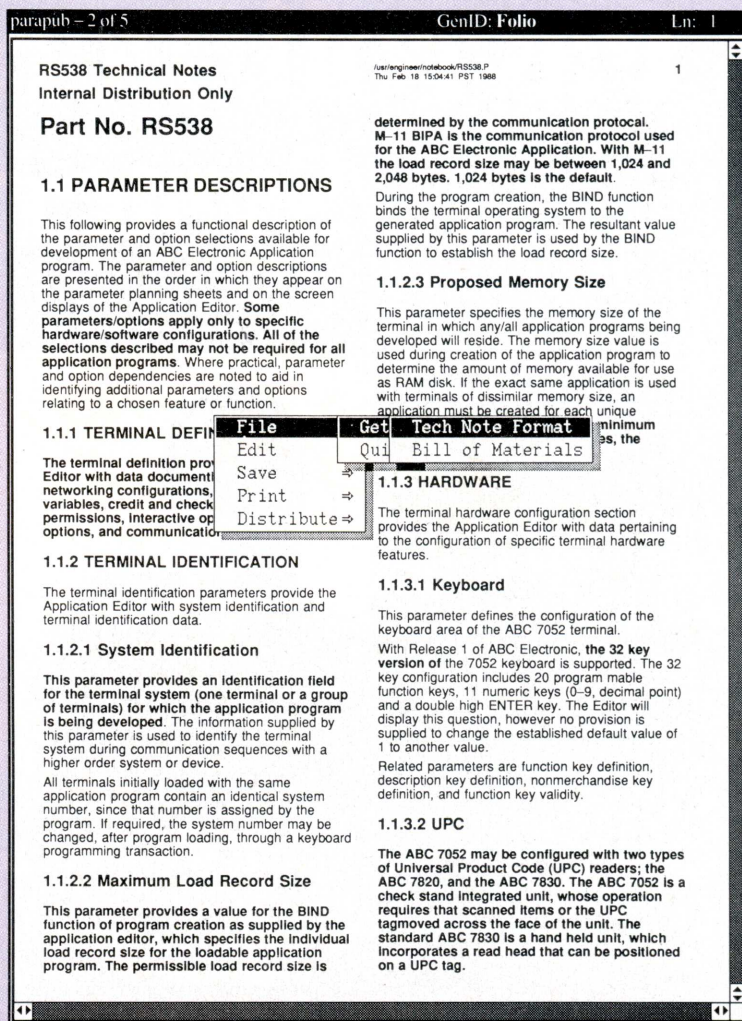 parapub – 2 of 5 GenID: Folio Ln: 1
RS538 Technical Notes
Internal Distribution Only
/usr/engineer/notebook/RS538.P
Thu Feb 18 15:04:41 PST 1988
1
Part No. RS538
1.1 PARAMETER DESCRIPTIONS
This following provides a functional description of
the parameter and option selections available for
development of an ABC Electronic Application
program. The parameter and option descriptions
are presented in the order in which they appear on
the parameter planning sheets and on the screen
displays of the Application Editor. Some
parameters/options apply only to specific
hardware/software configurations. All of the
selections described may not be required for all
application programs. Where practical, parameter
and option dependencies are noted to aid in
identifying additional parameters and options
relating to a chosen feature or function.
1.1.1 TERMINAL DEFI
The terminal definition pro
Editor with data documenti
networking configurations,
variables, credit and check
permissions, interactive op
options, and communicatio
1.1.2 TERMINAL IDENTIFICATION
The terminal identification parameters provide the
Application Editor with system identification and
terminal identification data.
1.1.2.1 System Identification
This parameter provides an identification field
for the terminal system (one terminal or a group
of terminals) for which the application program
is being developed. The information supplied by
this parameter is used to identify the terminal
system during communication sequences with a
higher order system or device.
All terminals initially loaded with the same
application program contain an identical system
number, since that number is assigned by the
program. If required, the system number may be
changed, after program loading, through a keyboard
programming transaction.
1.1.2.2 Maximum Load Record Size
This parameter provides a value for the BIND
function of program creation as supplied by the
application editor, which specifies the individual
load record size for the loadable application
program. The permissible load record size is
determined by the communication protocal.
M–11 BIPA is the communication protocol used
for the ABC Electronic Application. With M–11
the load record size may be between 1,024 and
2,048 bytes. 1,024 bytes is the default.
During the program creation, the BIND function
binds the terminal operating system to the
generated application program. The resultant value
supplied by this parameter is used by the BIND
function to establish the load record size.
1.1.2.3 Proposed Memory Size
This parameter specifies the memory size of the
terminal in which any/all application programs being
developed will reside. The memory size value is
used during creation of the application program to
determine the amount of memory available for use
as RAM disk. If the exact same application is used
with terminals of dissimilar memory size, an
application must be created for each unique
minimum
es, the
File
Edit
Save ⇒
Print ⇒
Distribute ⇒
Get
Qui
Tech Note Format
Bill of Materials
1.1.3 HARDWARE
The terminal hardware configuration section
provides the Application Editor with data pertaining
to the configuration of specific terminal hardware
features.
1.1.3.1 Keyboard
This parameter defines the configuration of the
keyboard area of the ABC 7052 terminal.
With Release 1 of ABC Electronic, the 32 key
version of the 7052 keyboard is supported. The 32
key configuration includes 20 program mable
function keys, 11 numeric keys (0–9, decimal point)
and a double high ENTER key. The Editor will
display this question, however no provision is
supplied to change the established default value of
1 to another value.
Related parameters are function key definition,
description key definition, nonmerchandise key
definition, and function key validity.
1.1.3.2 UPC
The ABC 7052 may be configured with two types
of Universal Product Code (UPC) readers; the
ABC 7820, and the ABC 7830. The ABC 7052 is a
check stand integrated unit, whose operation
requires that scanned items or the UPC
tagmoved across the face of the unit. The
standard ABC 7830 is a hand held unit, which
incorporates a read head that can be positioned
on a UPC tag.